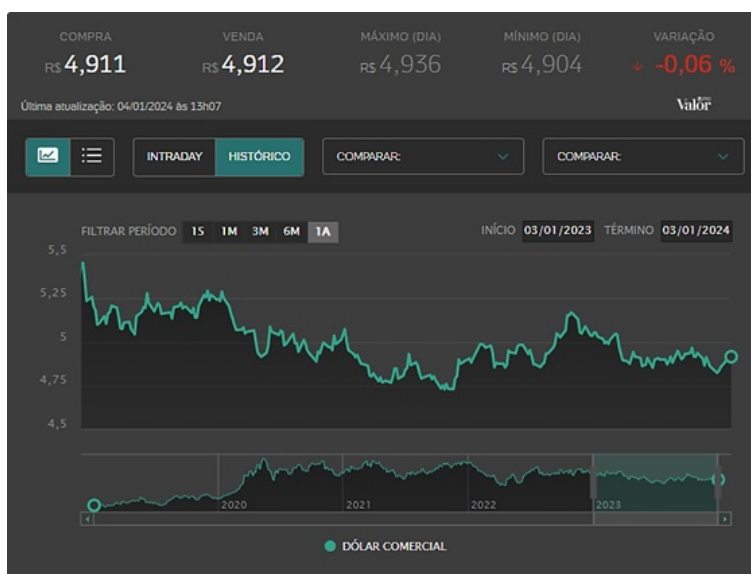 COMPRA VENDA MÁXIMO (DIA) MÍNIMO (DIA) VARIAÇÃO
R$ 4,911 R$ 4,912 R$ 4,936 R$ 4,904 -0,06 %
Última atualização: 04/01/2024 às 13h07 Valor
INTRADAY HISTÓRICO COMPARAR: COMPARAR:
FILTRAR PERÍODO 1S 1M 3M 6M 1A INÍCIO 03/01/2023 TÉRMINO 03/01/2024
5,5
5,25
5
4,75
4,5
2020 2021 2022 2023
DÓLAR COMERCIAL